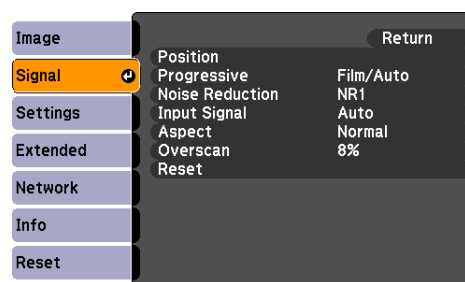 Image
Signal
Settings
Extended
Network
Info
Reset
Return
Position
Progressive Film/Auto
Noise Reduction NR1
Input Signal Auto
Aspect Normal
Overscan 8%
Reset